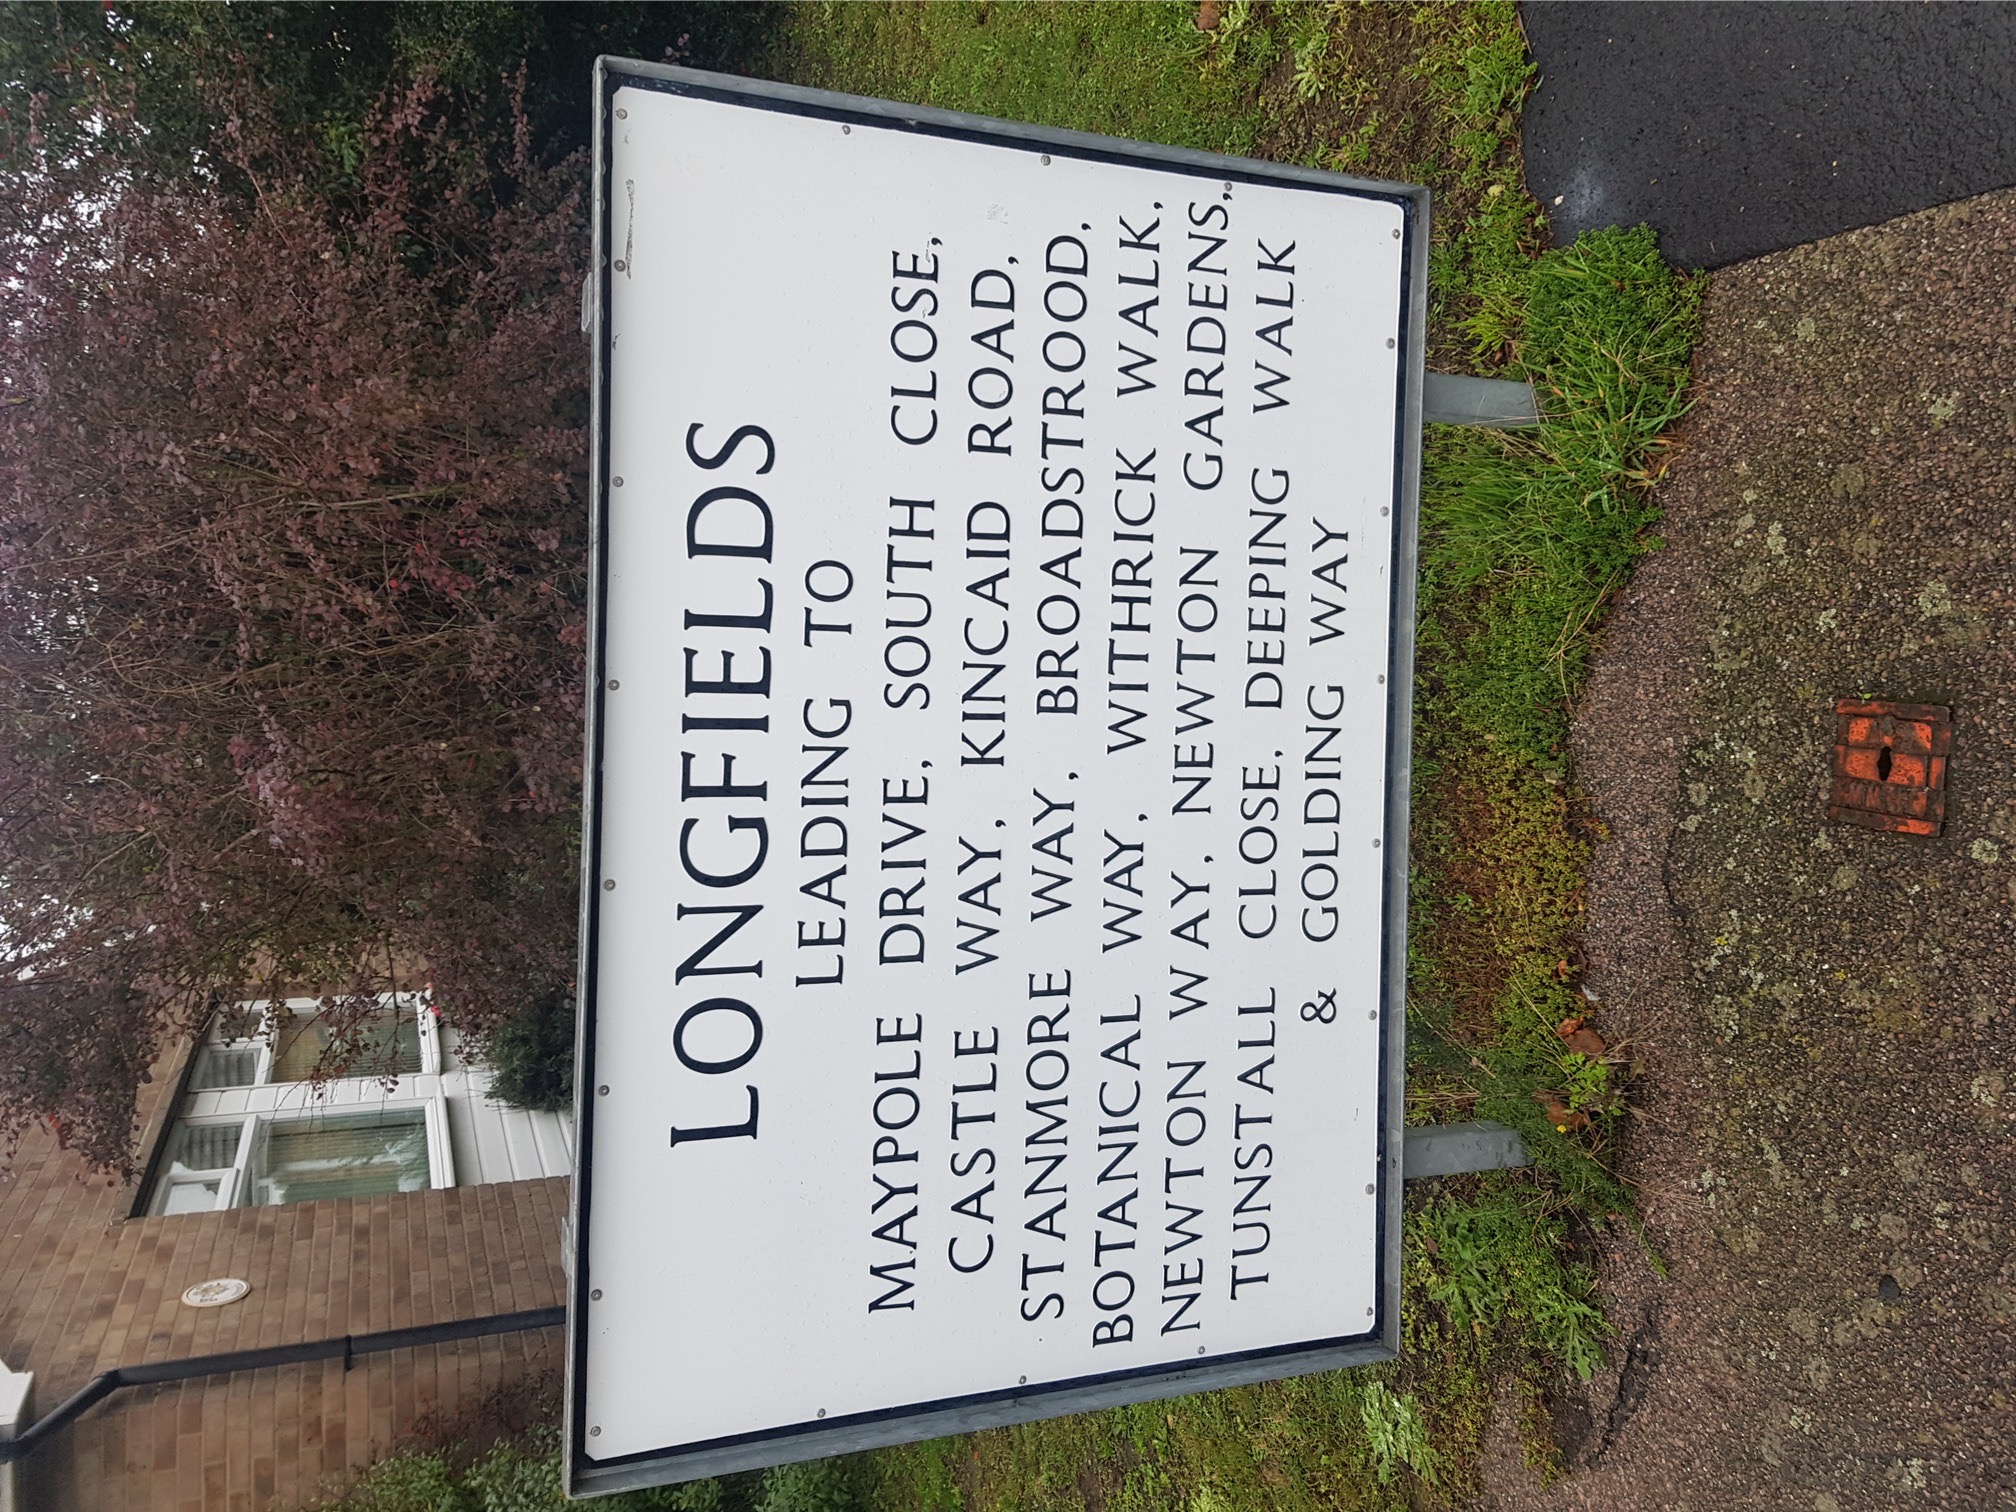 LONGFIELDS
LEADING TO
MAYPOLE DRIVE, SOUTH CLOSE,
CASTLE WAY, KINCAID ROAD,
STANMORE WAY, BROADSTROOD,
BOTANICAL WAY, WITHRICK WALK,
NEWTON WAY, NEWTON GARDENS,
TUNSTALL CLOSE, DEEPING WALK
& GOLDING WAY